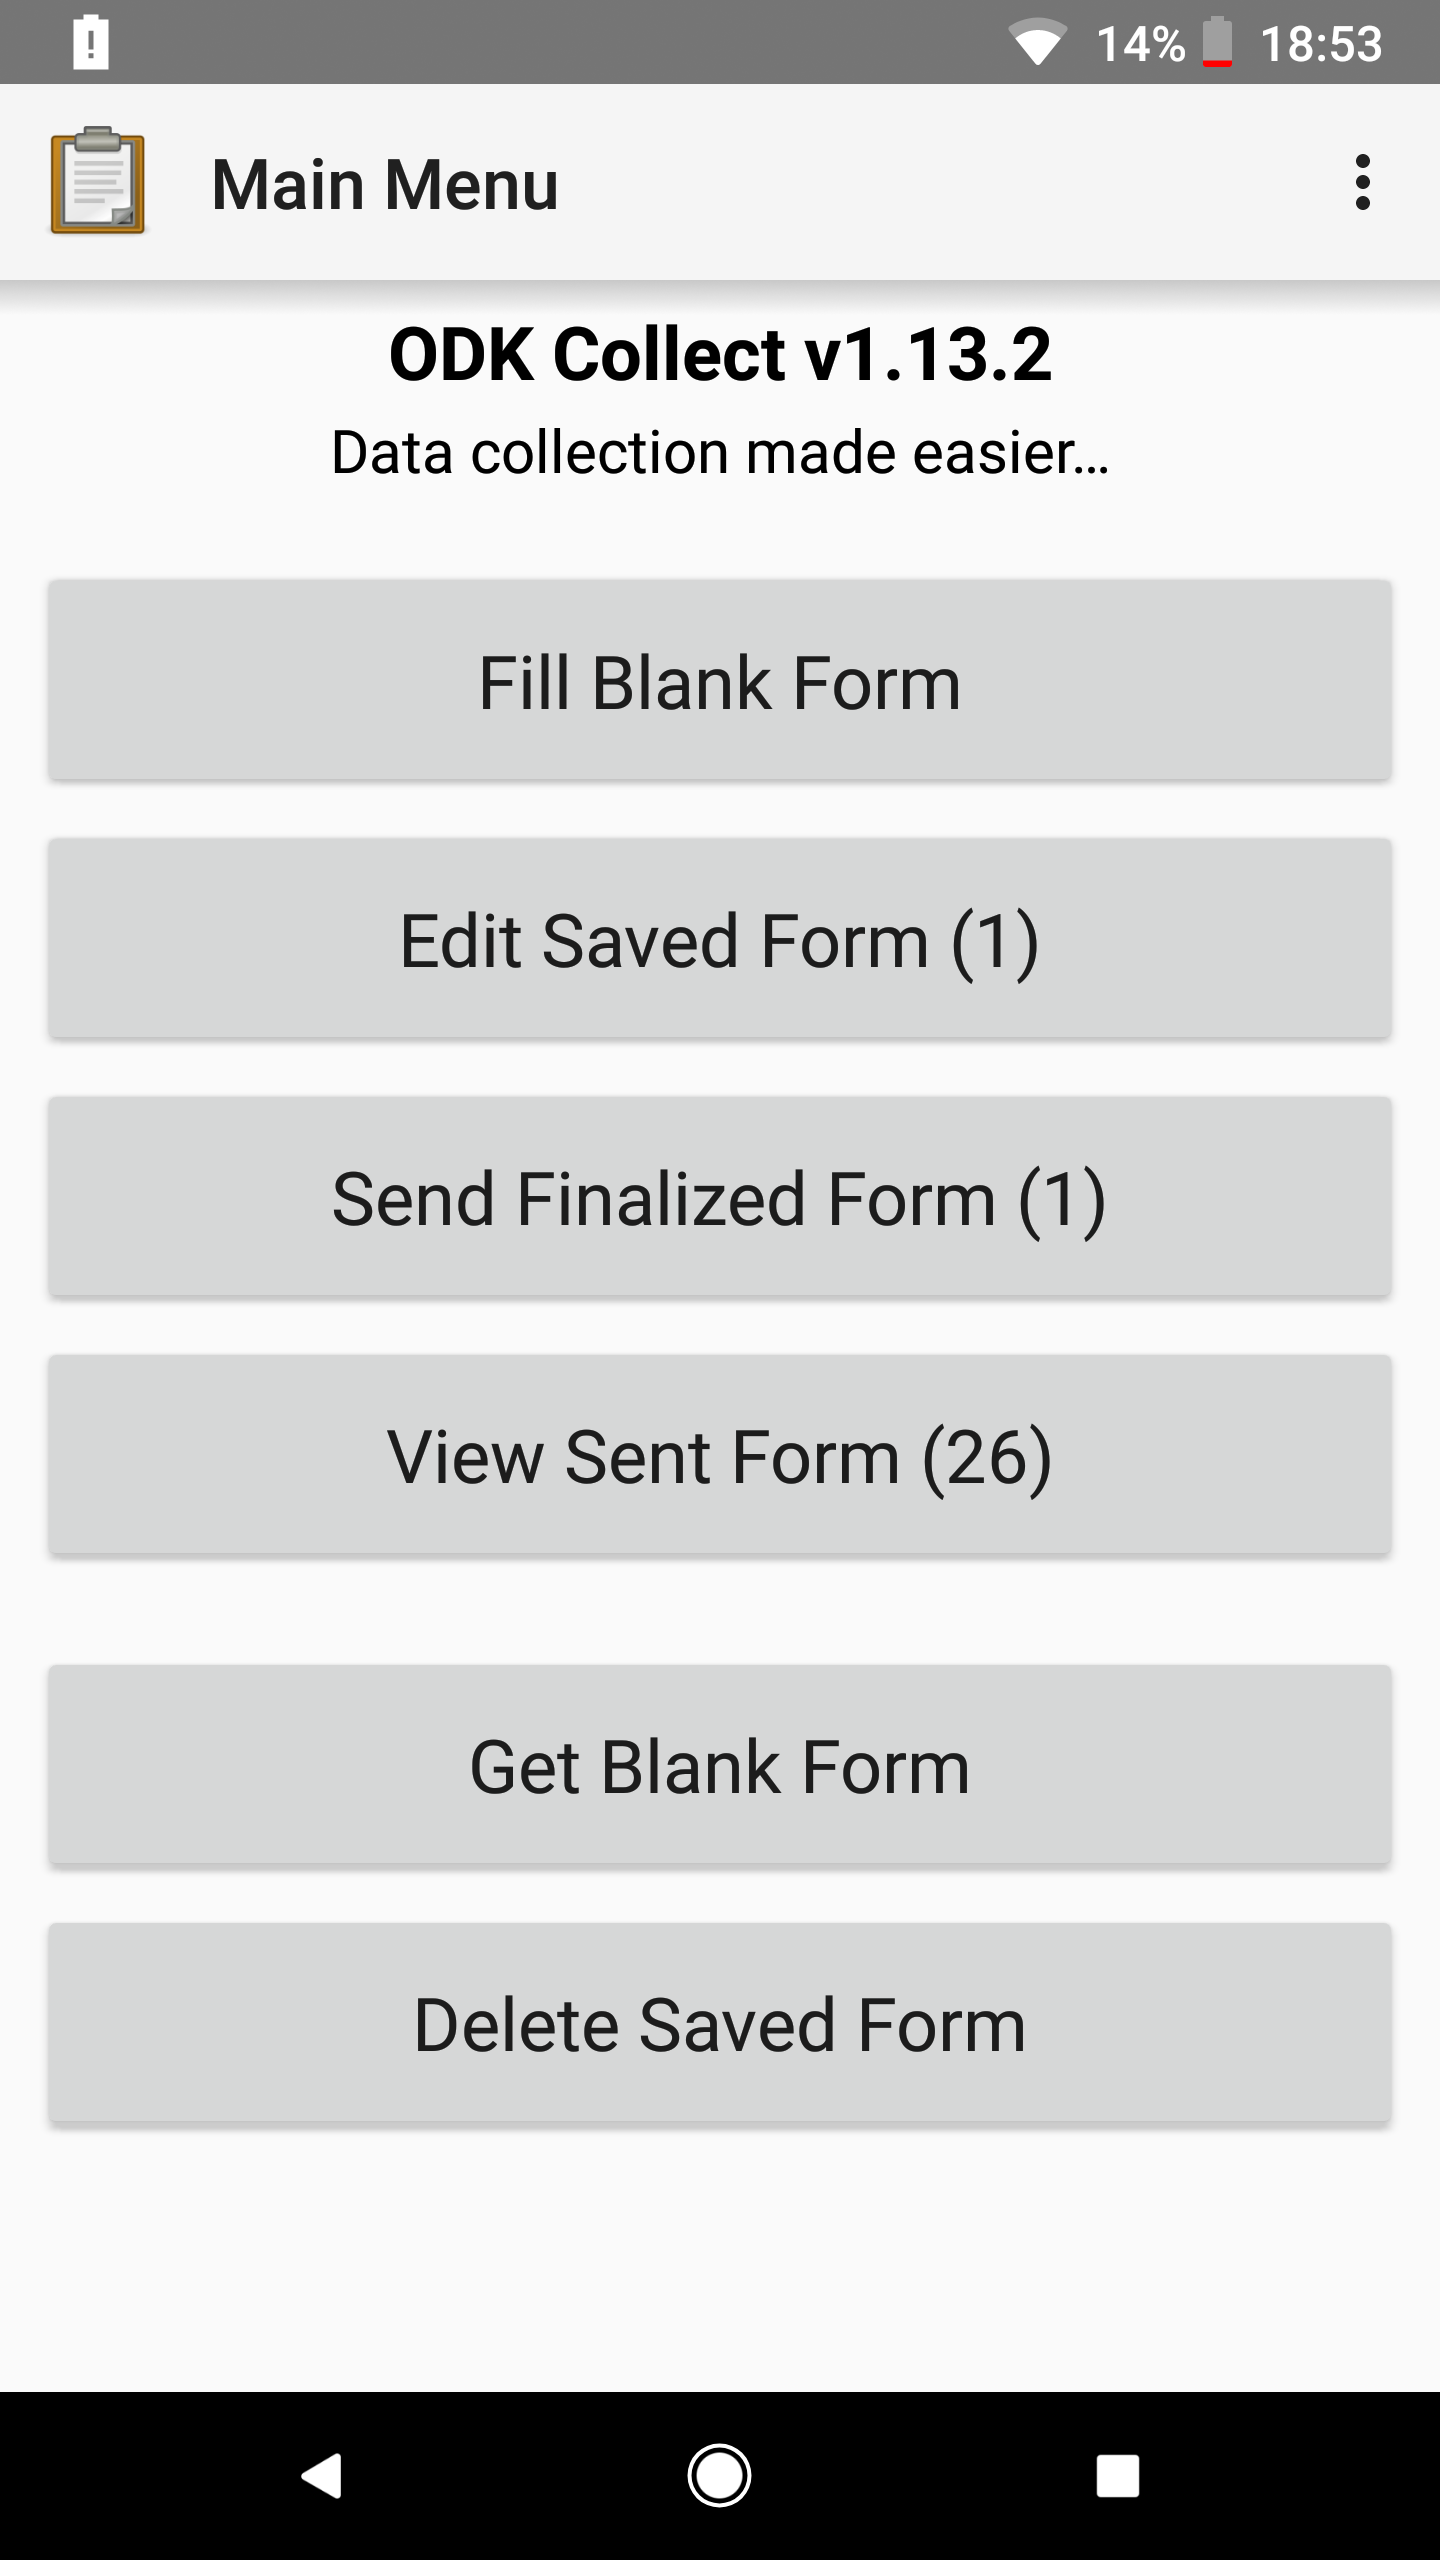 14% 18:53
Main Menu
ODK Collect v1.13.2
Data collection made easier...
Fill Blank Form
Edit Saved Form (1)
Send Finalized Form (1)
View Sent Form (26)
Get Blank Form
Delete Saved Form